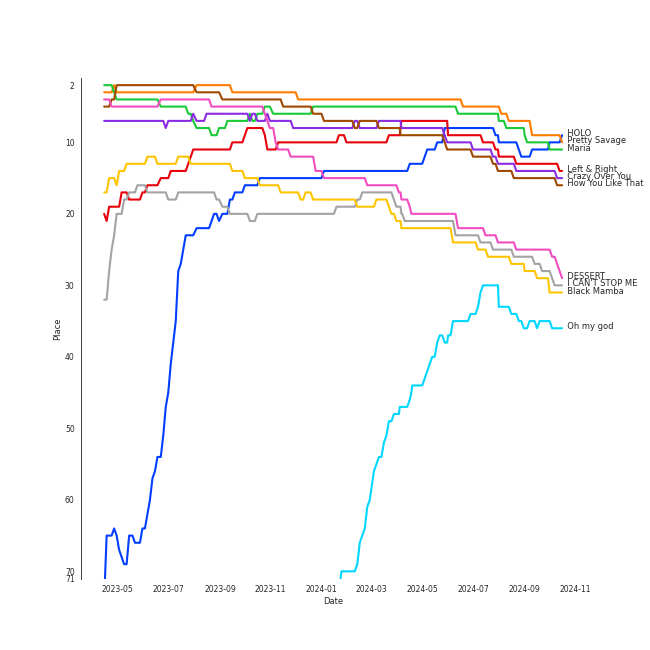 2
10
20
30
40
50
60
70
71
Place
2023-05
2023-07
2023-09
2023-11
2024-01
2024-03
2024-05
2024-07
2024-09
2024-11
Date
HOLO
Pretty Savage
Paria
Left & Right
Crazy Over You
How You Like That
DESSERT
I CAN'T STOP ME
Black Mamba
Oh my god